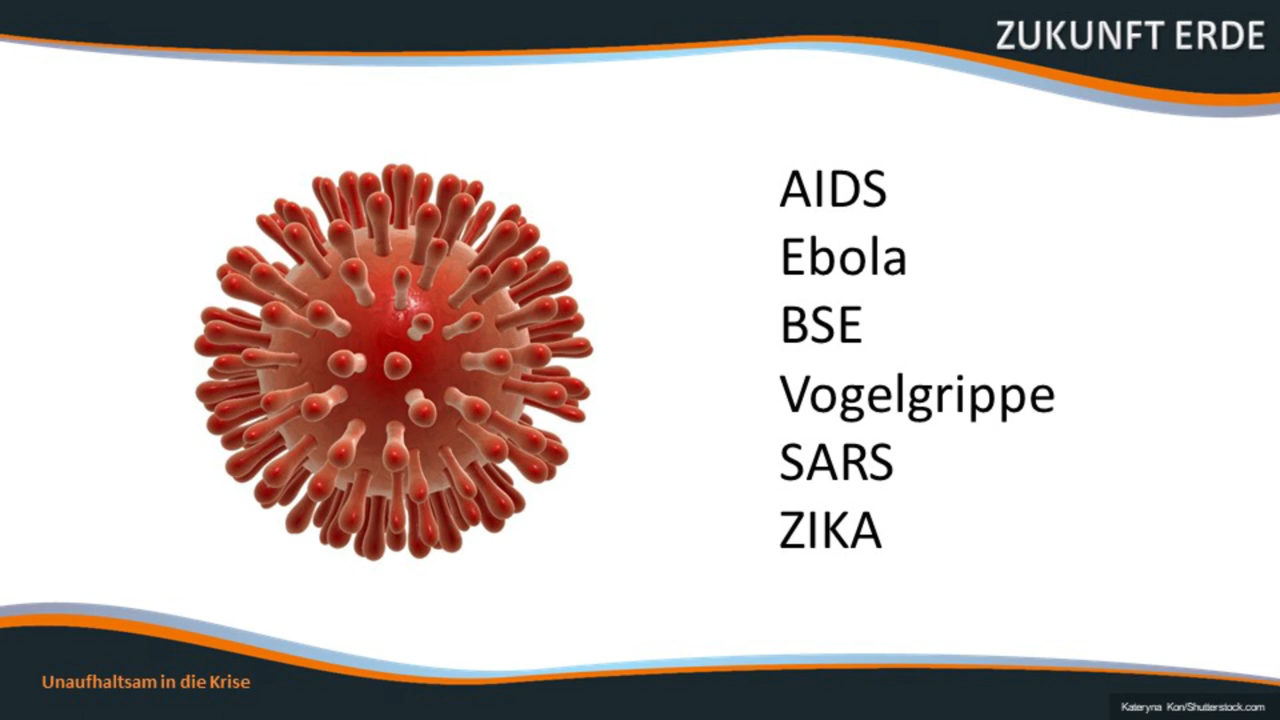 ZUKUNFT ERDE
AIDS
Ebola
BSE
Vogelgrippe
SARS
ZIKA
Unaufhaltsam in die Krise
Kateryna Kon/Shutterstock.com